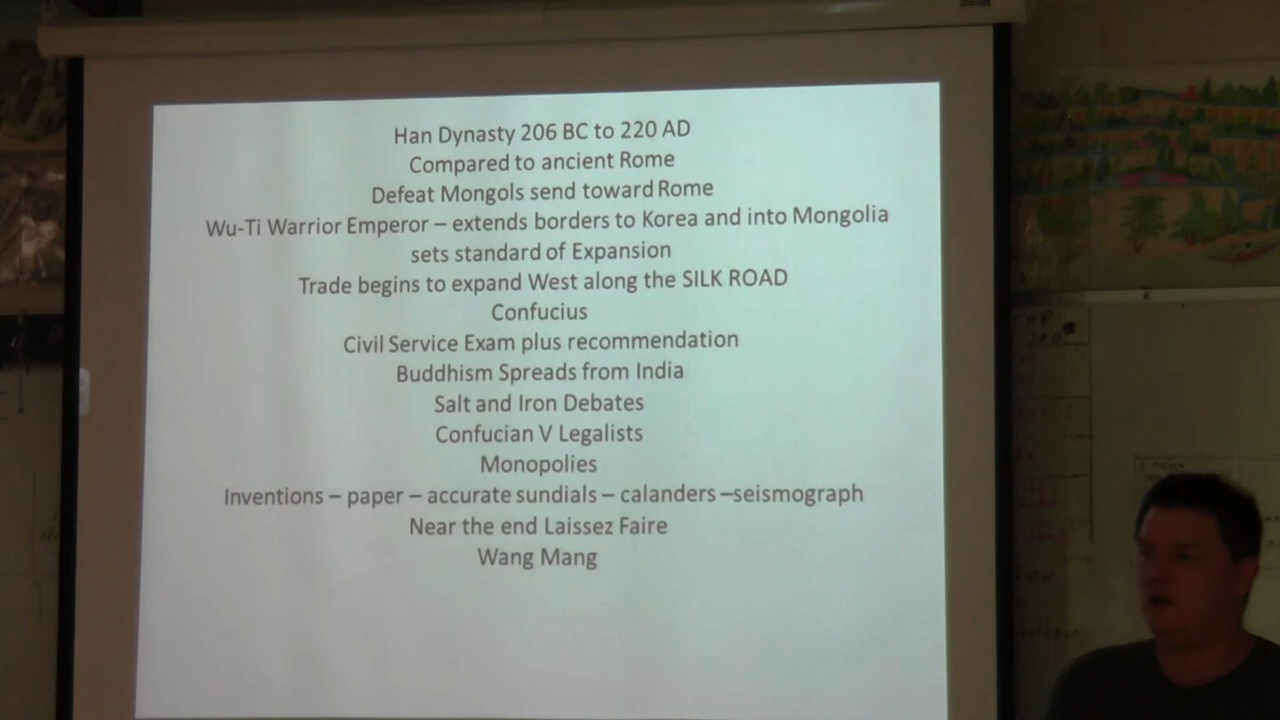 Han Dynasty 206 BC to 220 AD
Compared to ancient Rome
Defeat Mongols send toward Rome
Wu-Ti Warrior Emperor – extends borders to Korea and into Mongolia
sets standard of Expansion
Trade begins to expand West along the SILK ROAD
Confucius
Civil Service Exam plus recommendation
Buddhism Spreads from India
Salt and Iron Debates
Confucian V Legalists
Monopolies
Inventions – paper – accurate sundials – calanders –seismograph
Near the end Laissez Faire
Wang Mang